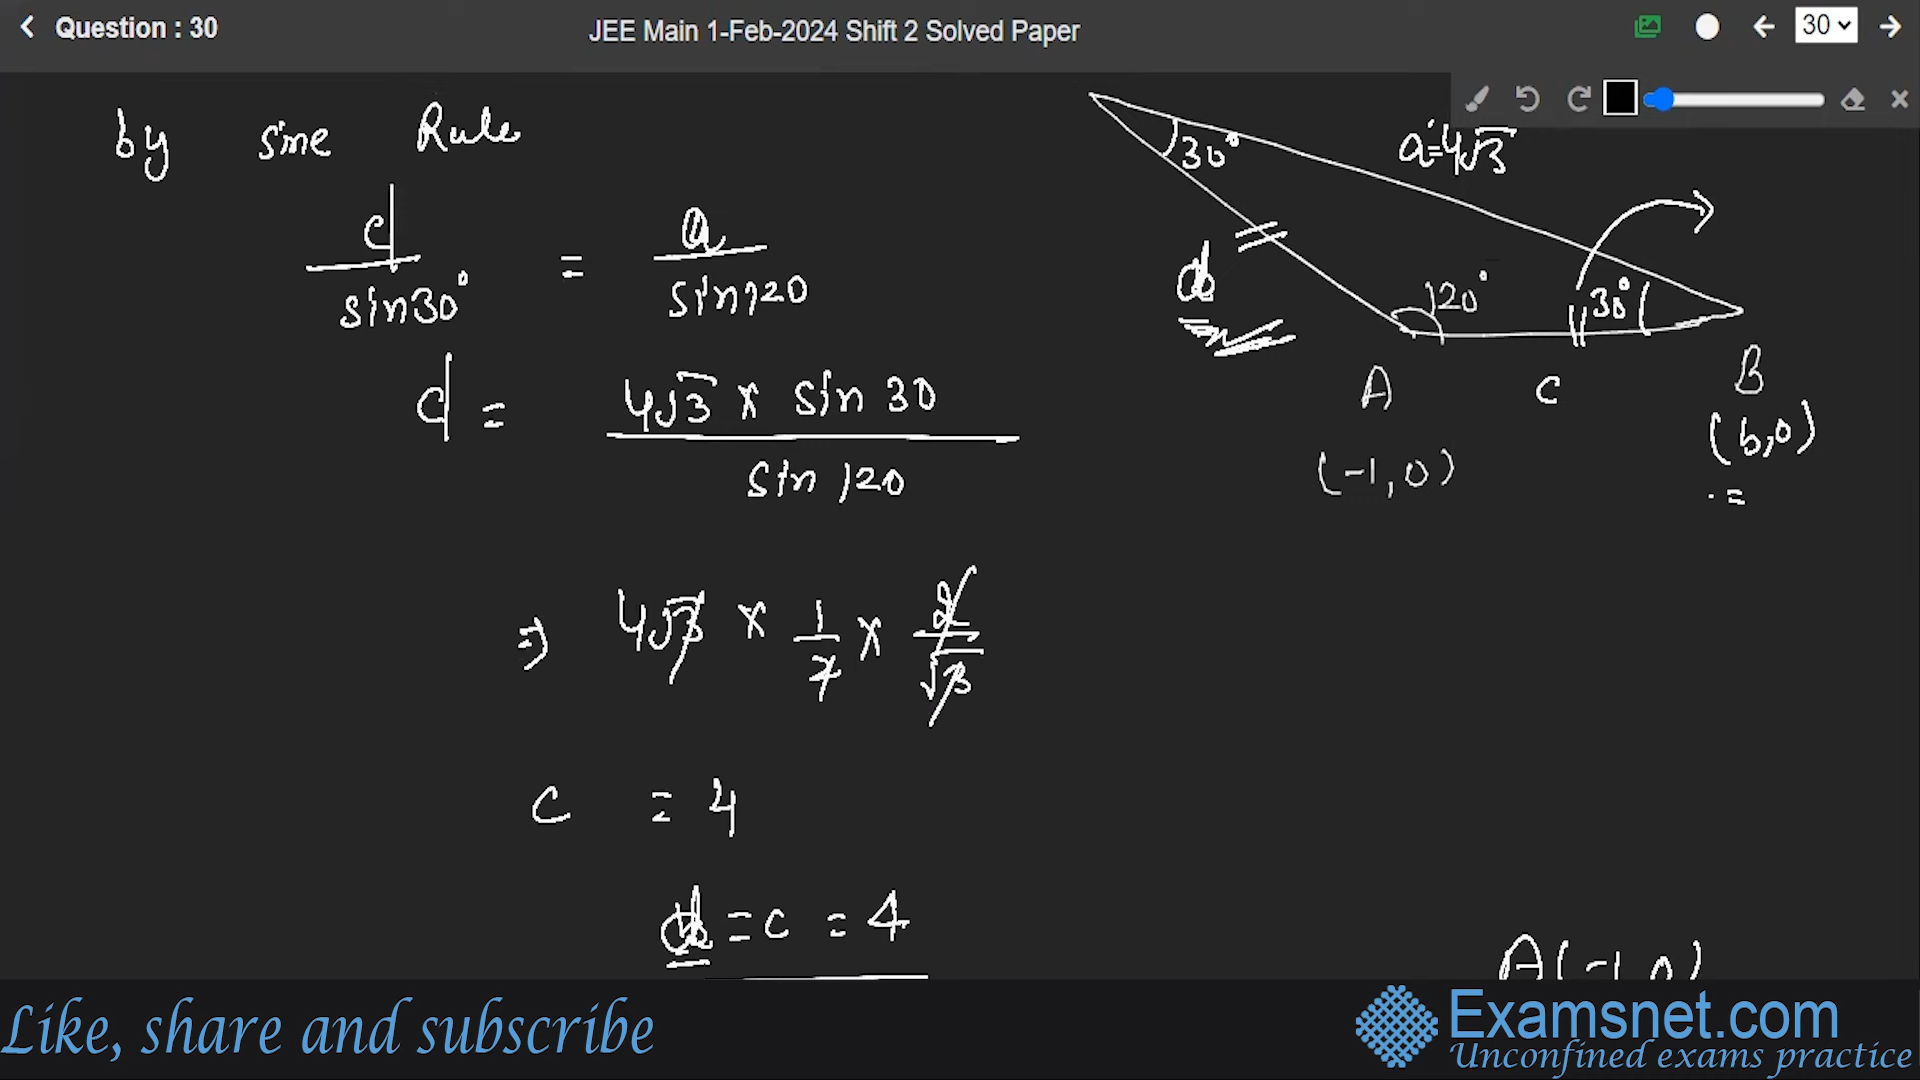 Question : 30
JEE Main 1-Feb-2024 Shift 2 Solved Paper
30
by sine Rule
d/sin30° = a/sin120
d = 4√3 × sin 30 / sin 120
⇒ 4√3 × 1/2 × 2/√3
c = 4
d = c = 4
30°
a=4√3
d
120°
30°
A
c
B
(-1,0)
(b,0)
=
A(-1,0)
Like, share and subscribe
Examsnet.com
Unconfined exams practice